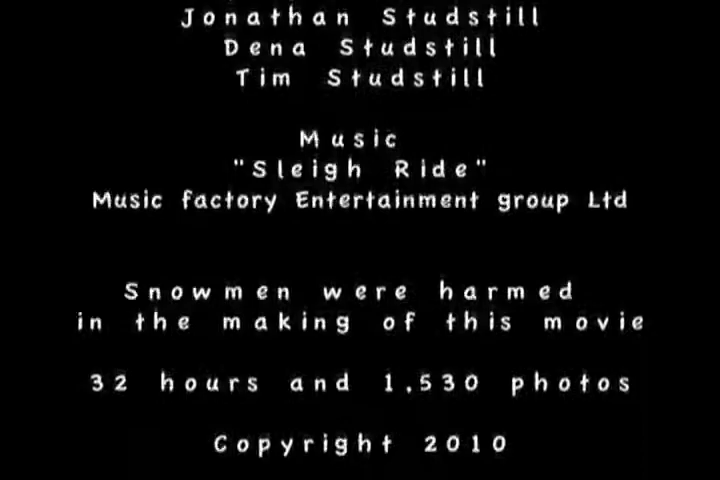 Jonathan Studstill
Dena Studstill
Tim Studstill
Music
"Sleigh Ride"
Music factory Entertainment group Ltd
Snowmen were harmed
in the making of this movie
32 hours and 1,530 photos
Copyright 2010